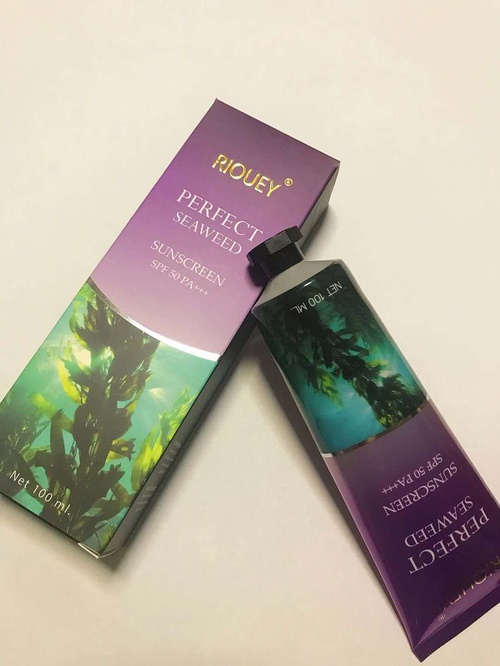 RIOUEY®
PERFECT
SEAWEED
SUNSCREEN
SPF 50 PA+++
Net 100 ml.
NET 100 ML.
SPF 50 PA+++
SUNSCREEN
SEAWEED
PERFECT
RIOUEY®